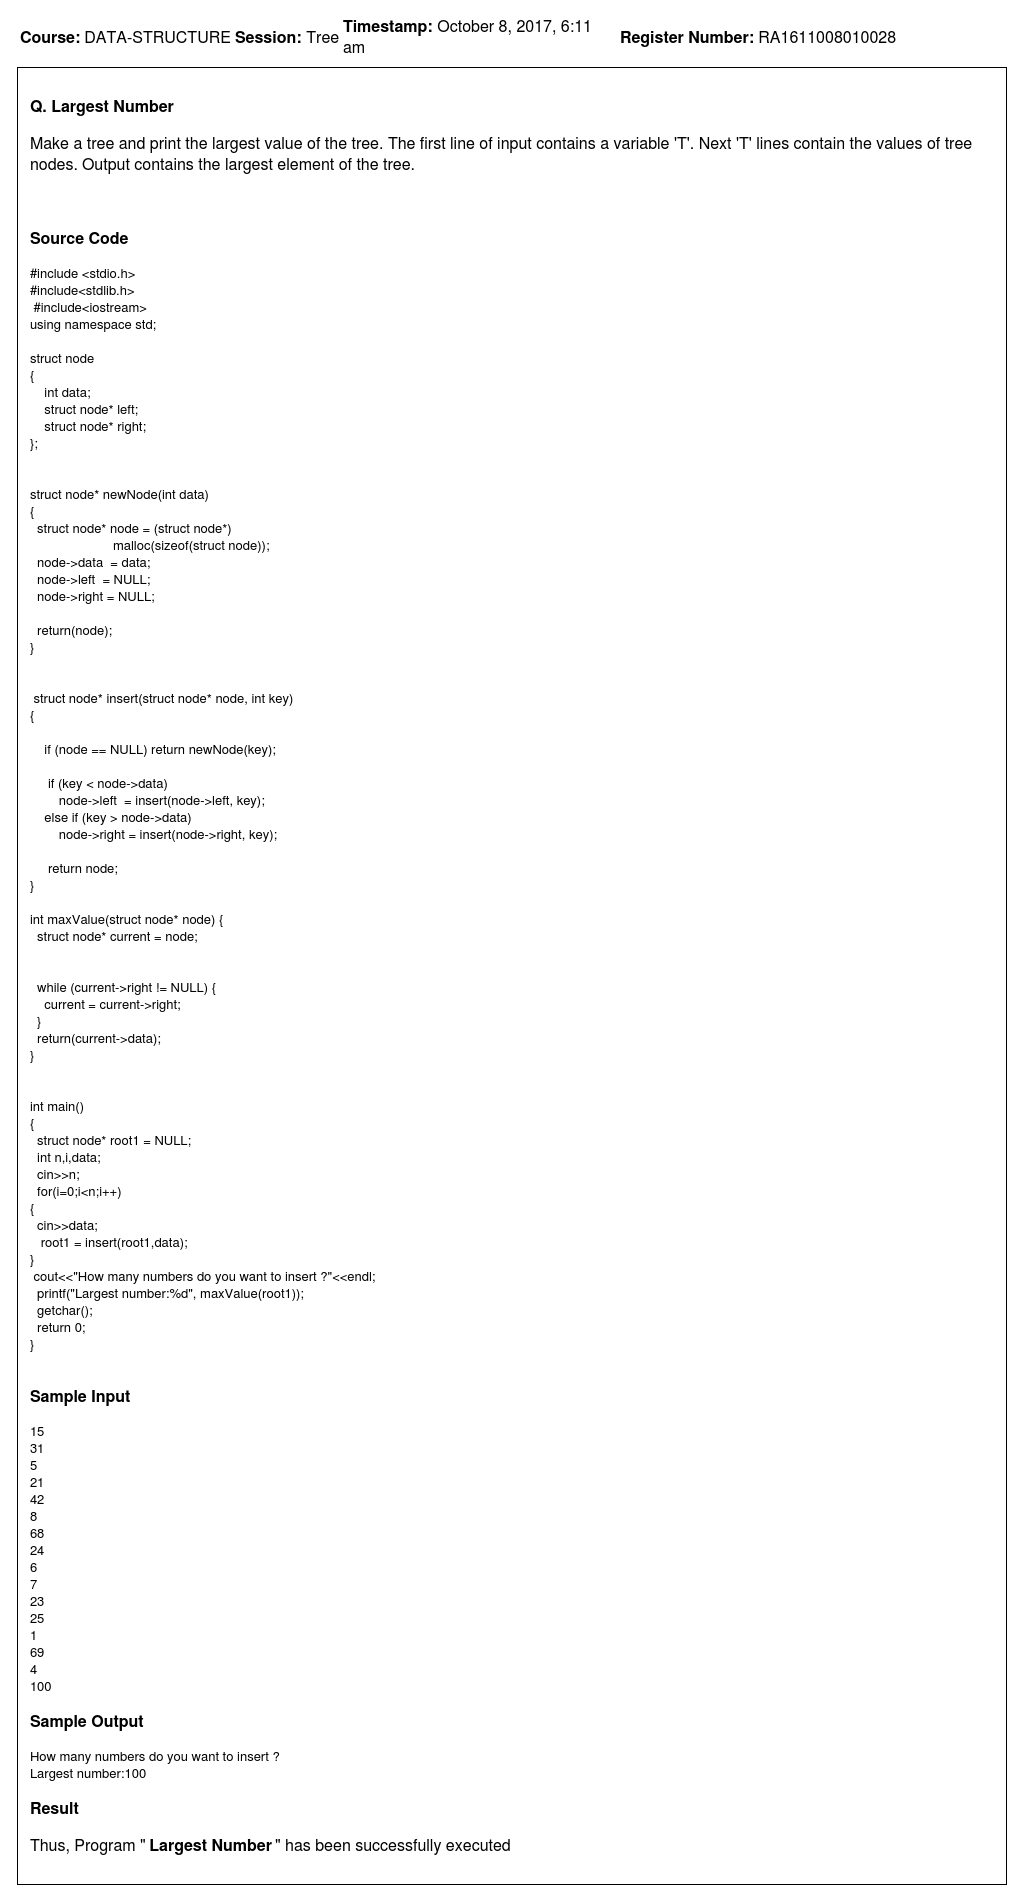 Course: DATA-STRUCTURE Session: Tree Timestamp: October 8, 2017, 6:11 am Register Number: RA1611008010028
Q. Largest Number
Make a tree and print the largest value of the tree. The first line of input contains a variable 'T'. Next 'T' lines contain the values of tree
nodes. Output contains the largest element of the tree.
Source Code
#include <stdio.h>
#include<stdlib.h>
#include<iostream>
using namespace std;
struct node
{
int data;
struct node* left;
struct node* right;
};
struct node* newNode(int data)
{
struct node* node = (struct node*)
malloc(sizeof(struct node));
node->data  = data;
node->left  = NULL;
node->right = NULL;
return(node);
}
struct node* insert(struct node* node, int key)
{
if (node == NULL) return newNode(key);
if (key < node->data)
node->left  = insert(node->left, key);
else if (key > node->data)
node->right = insert(node->right, key);
return node;
}
int maxValue(struct node* node) {
struct node* current = node;
while (current->right != NULL) {
current = current->right;
}
return(current->data);
}
int main()
{
struct node* root1 = NULL;
int n,i,data;
cin>>n;
for(i=0;i<n;i++)
{
cin>>data;
root1 = insert(root1,data);
}
cout<<"How many numbers do you want to insert ?"<<endl;
printf("Largest number:%d", maxValue(root1));
getchar();
return 0;
}
Sample Input
15
31
5
21
42
8
68
24
6
7
23
25
1
69
4
100
Sample Output
How many numbers do you want to insert ?
Largest number:100
Result
Thus, Program " Largest Number " has been successfully executed